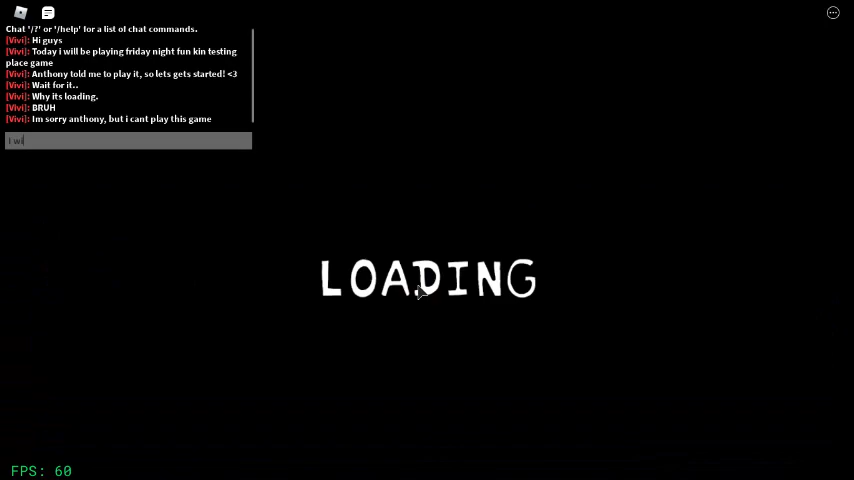 Chat '/?' or '/help' for a list of chat commands.
[Vivi]: Hi guys
[Vivi]: Today i will be playing friday night fun kin testing
place game
[Vivi]: Anthony told me to play it, so lets gets started! <3
[Vivi]: Wait for it..
[Vivi]: Why its loading.
[Vivi]: BRUH
[Vivi]: Im sorry anthony, but i cant play this game
I wi
LOADING
FPS: 60